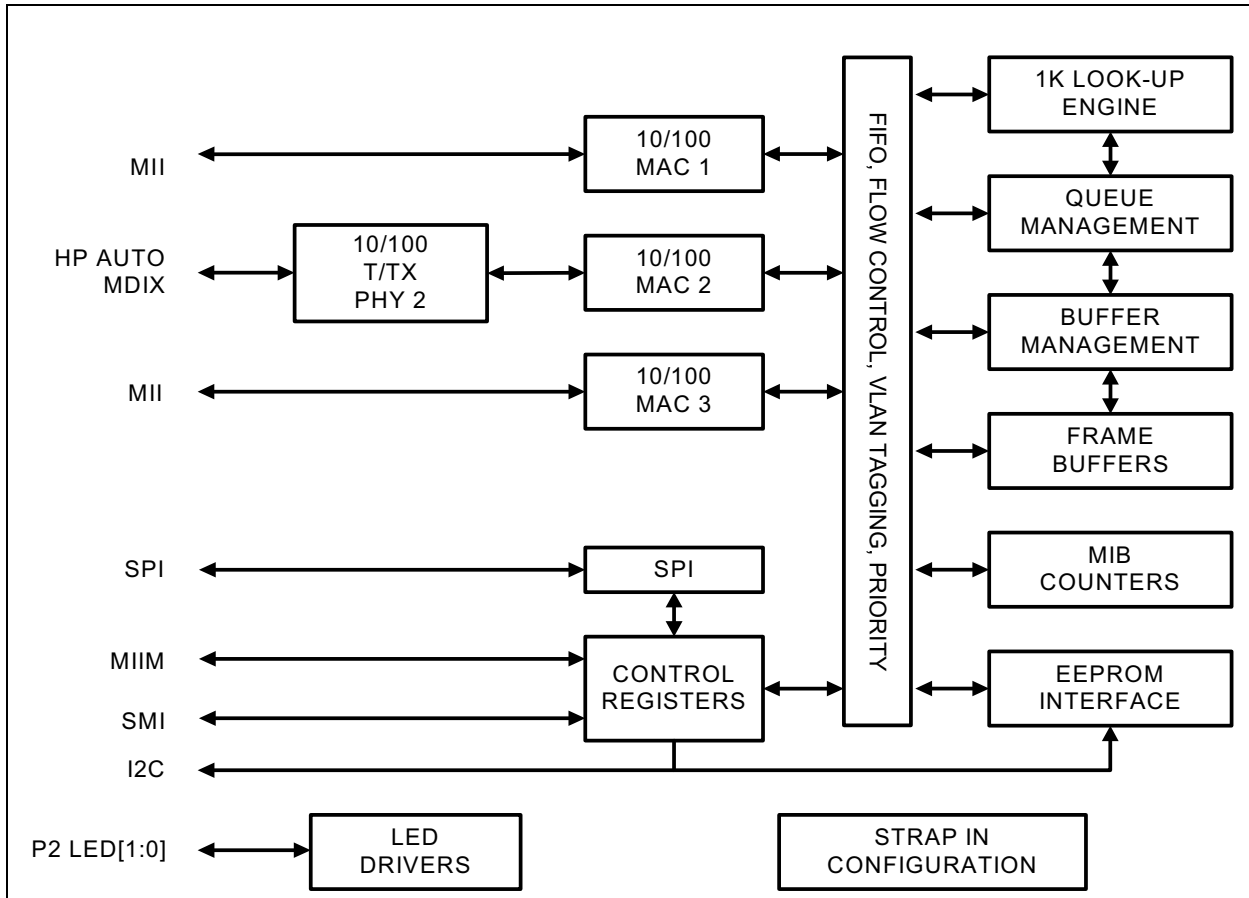 1K LOOK-UP
ENGINE
10/100
MAC 1
MII
QUEUE
MANAGEMENT
HP AUTO
MDIX
10/100
T/TX
PHY 2
10/100
MAC 2
BUFFER
MANAGEMENT
MII
10/100
MAC 3
FIFO, FLOW CONTROL, VLAN TAGGING, PRIORITY
FRAME
BUFFERS
SPI
SPI
MIB
COUNTERS
MIIM
SMI
CONTROL
REGISTERS
EEPROM
INTERFACE
I2C
P2 LED[1:0]
LED
DRIVERS
STRAP IN
CONFIGURATION